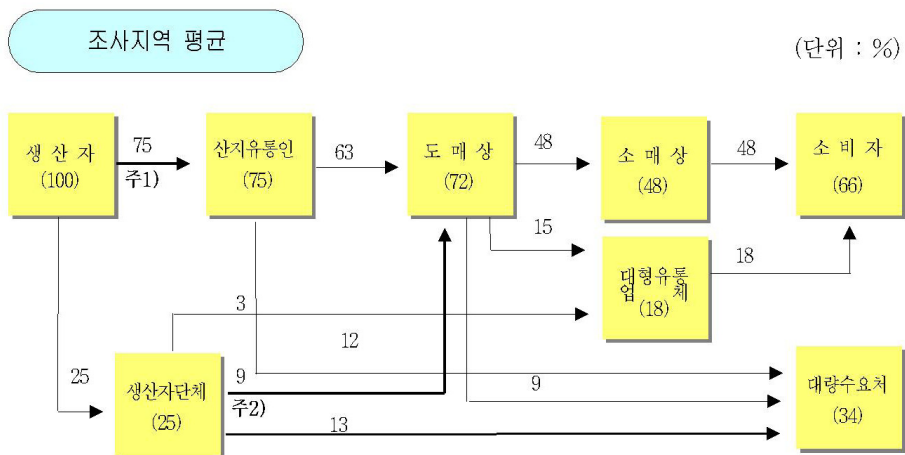 조사지역 평균
(단위 : %)
생 산 자
(100)
75
주1)
산지유통인
(75)
63
도 매 상
(72)
48
소 매 상
(48)
48
소 비 자
(66)
15
대형유통
업 체
(18)
18
3
12
25
생산자단체
(25)
9
주2)
9
13
대량수요처
(34)